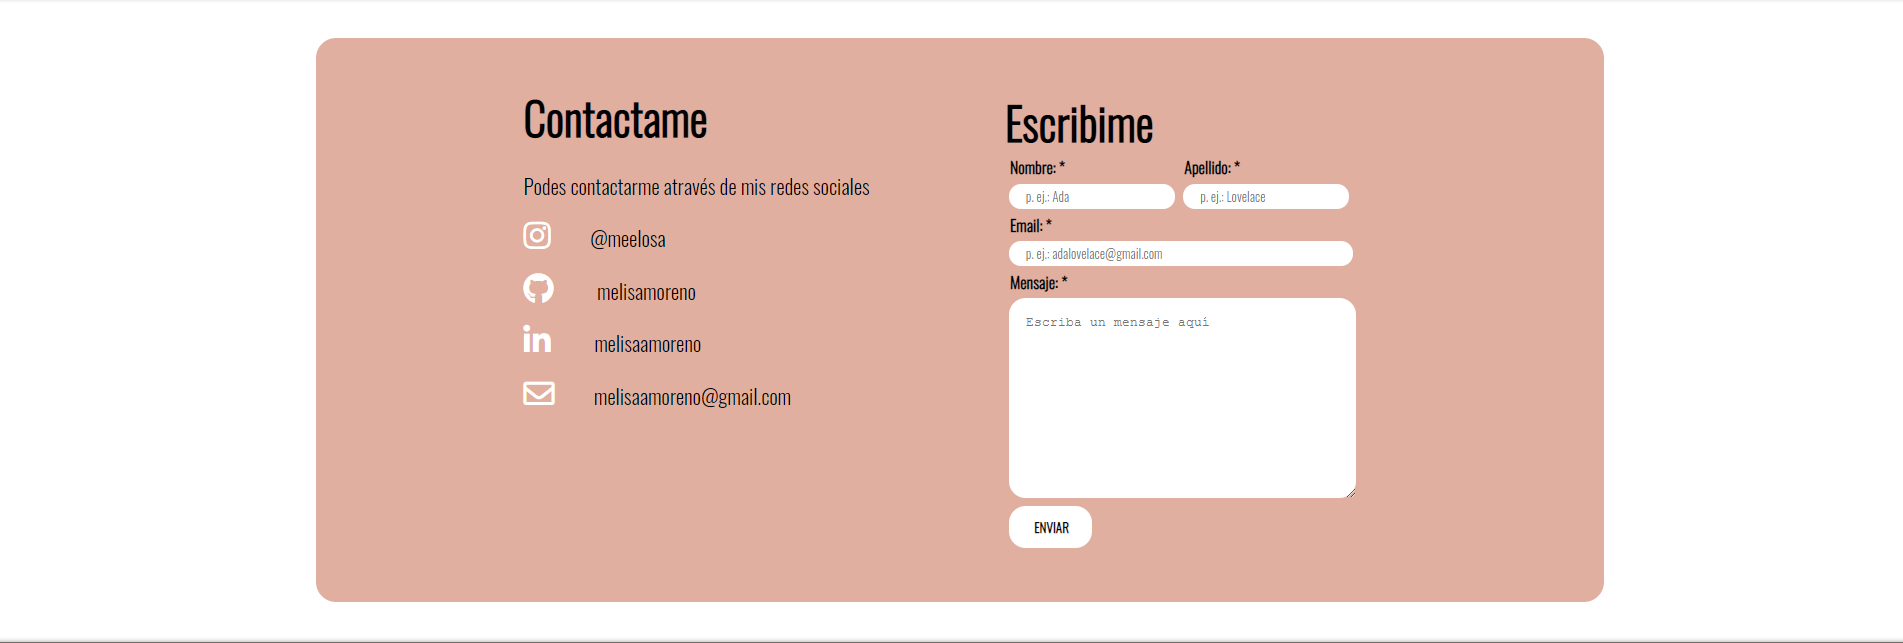 Contactame
Podes contactarme através de mis redes sociales
@meelosa
melisamoreno
melisaamoreno
melisaamoreno@gmail.com
Escribime
Nombre: * Apellido: *
p. ej.: Ada p. ej.: Lovelace
Email: *
p. ej.: adalovelace@gmail.com
Mensaje: *
Escriba un mensaje aquí
ENVIAR